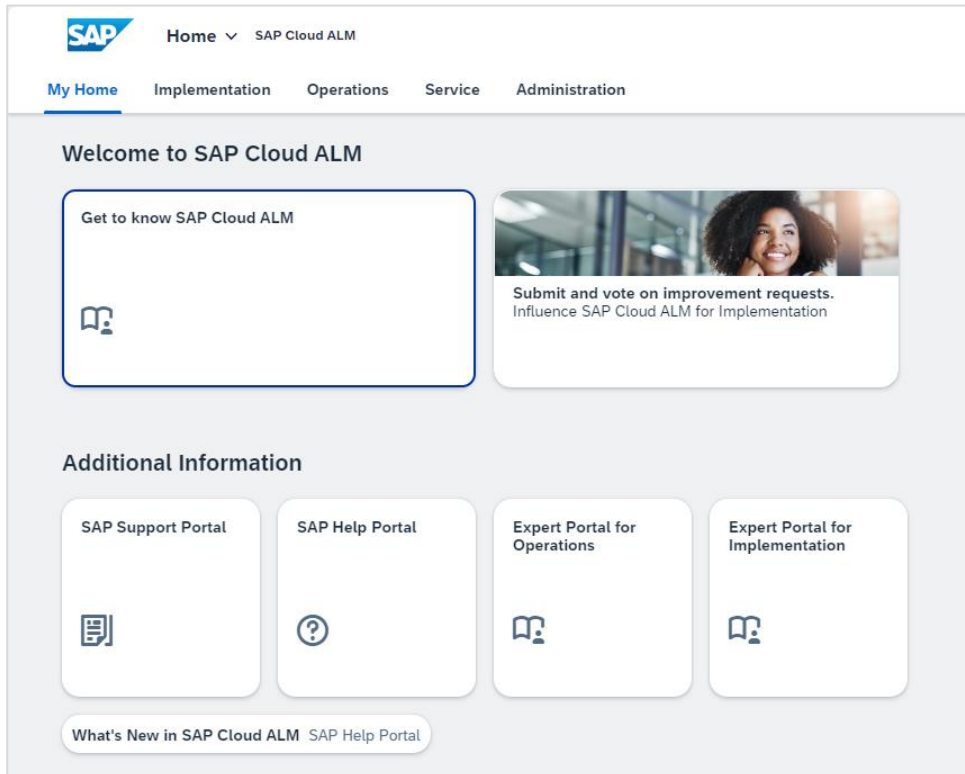 SAP Home SAP Cloud ALM
My Home Implementation Operations Service Administration
Welcome to SAP Cloud ALM
Get to know SAP Cloud ALM
Submit and vote on improvement requests.
Influence SAP Cloud ALM for Implementation
Additional Information
SAP Support Portal
SAP Help Portal
Expert Portal for
Operations
Expert Portal for
Implementation
What's New in SAP Cloud ALM SAP Help Portal